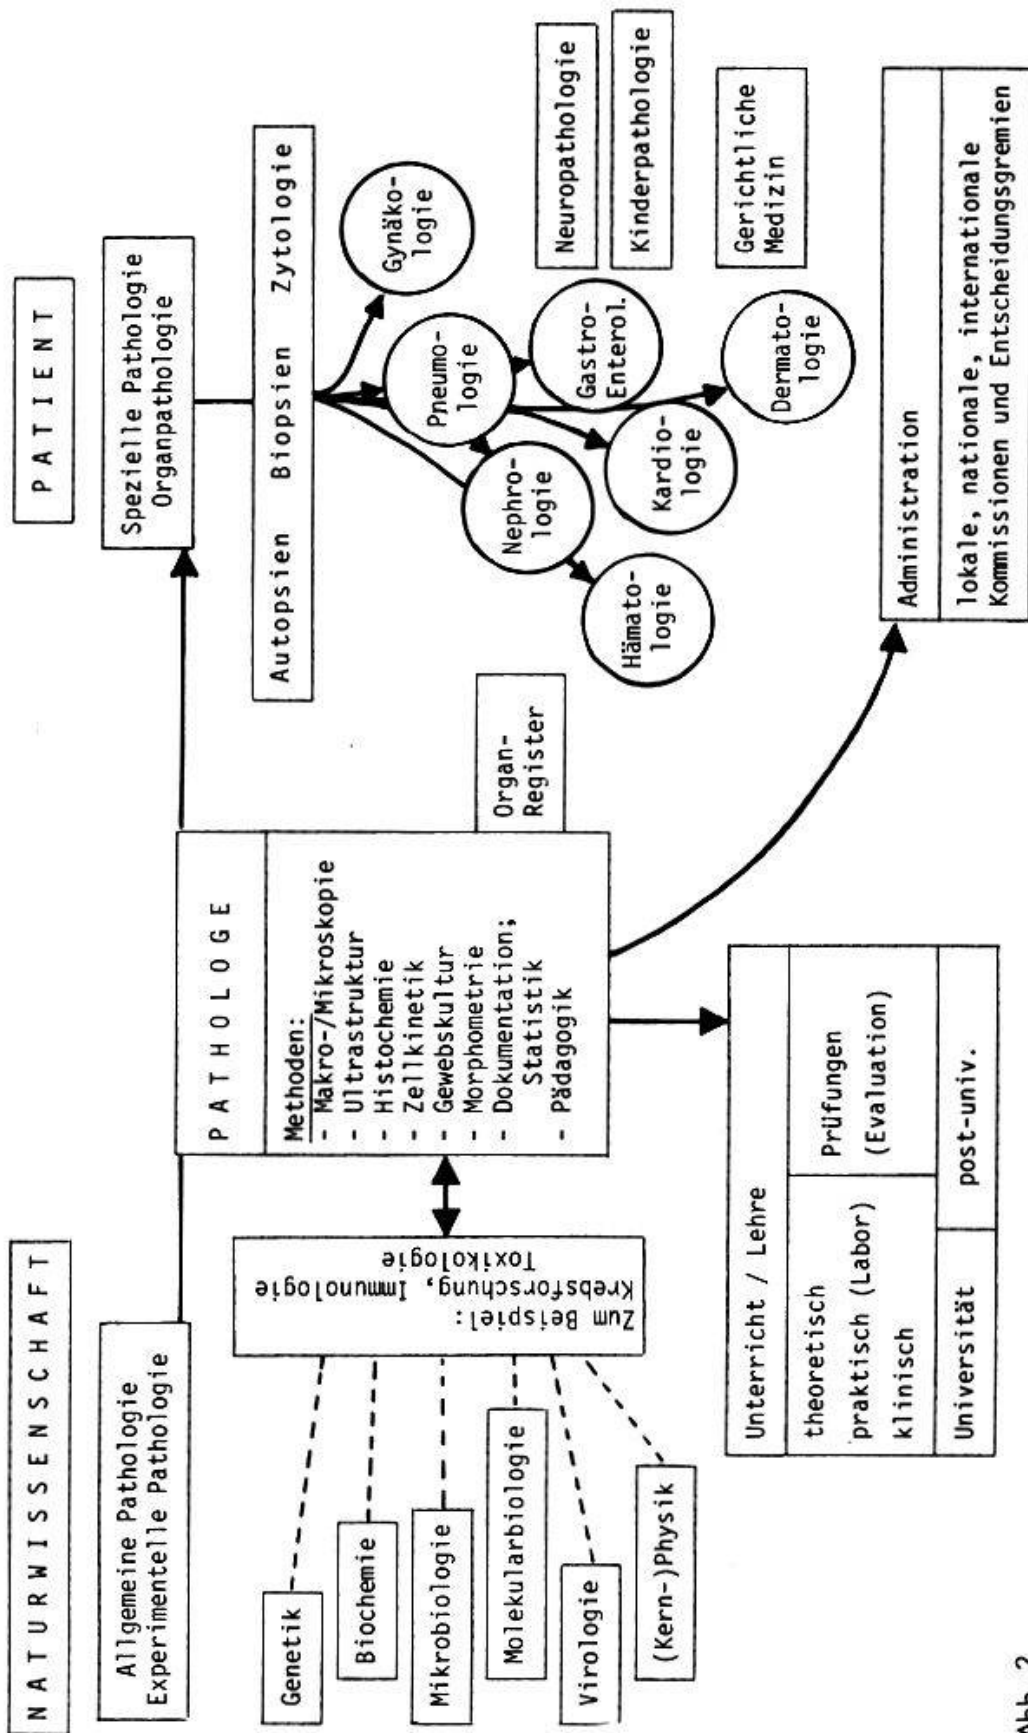 N A T U R W I S S E N S C H A F T
Allgemeine Pathologie
Experimentelle Pathologie
Genetik
Biochemie
Mikrobiologie
Molekularbiologie
Virologie
(Kern-)Physik
Zum Beispiel:
Krebsforschung, Immunologie
Toxikologie
P A T H O L O G E
Methoden:
- Makro-/Mikroskopie
- Ultrastruktur
- Histochemie
- Zellkinetik
- Gewebskultur
- Morphometrie
- Dokumentation;
Statistik
- Pädagogik
Organ-
Register
P A T I E N T
Spezielle Pathologie
Organpathologie
Autopsien Biopsien Zytologie
Gynäko-
logie
Pneumo-
logie
Gastro-
Enterol.
Nephro-
logie
Kardio-
logie
Dermato-
logie
Hämato-
logie
Neuropathologie
Kinderpathologie
Gerichtliche
Medizin
Unterricht / Lehre
theoretisch
praktisch (Labor)
klinisch
Prüfungen
(Evaluation)
Universität
post-univ.
Administration
lokale, nationale, internationale
Kommissionen und Entscheidungsgremien
Abb. 2